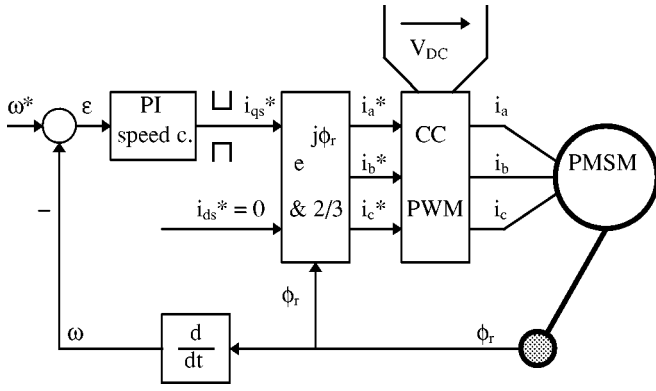 V_DC
ω* ε PI speed c. i_qs* e^jϕ_r & 2/3 i_a* CC PWM i_a
i_b* i_b PMSM
i_ds* = 0 i_c* i_c
−
ϕ_r
ω d/dt ϕ_r